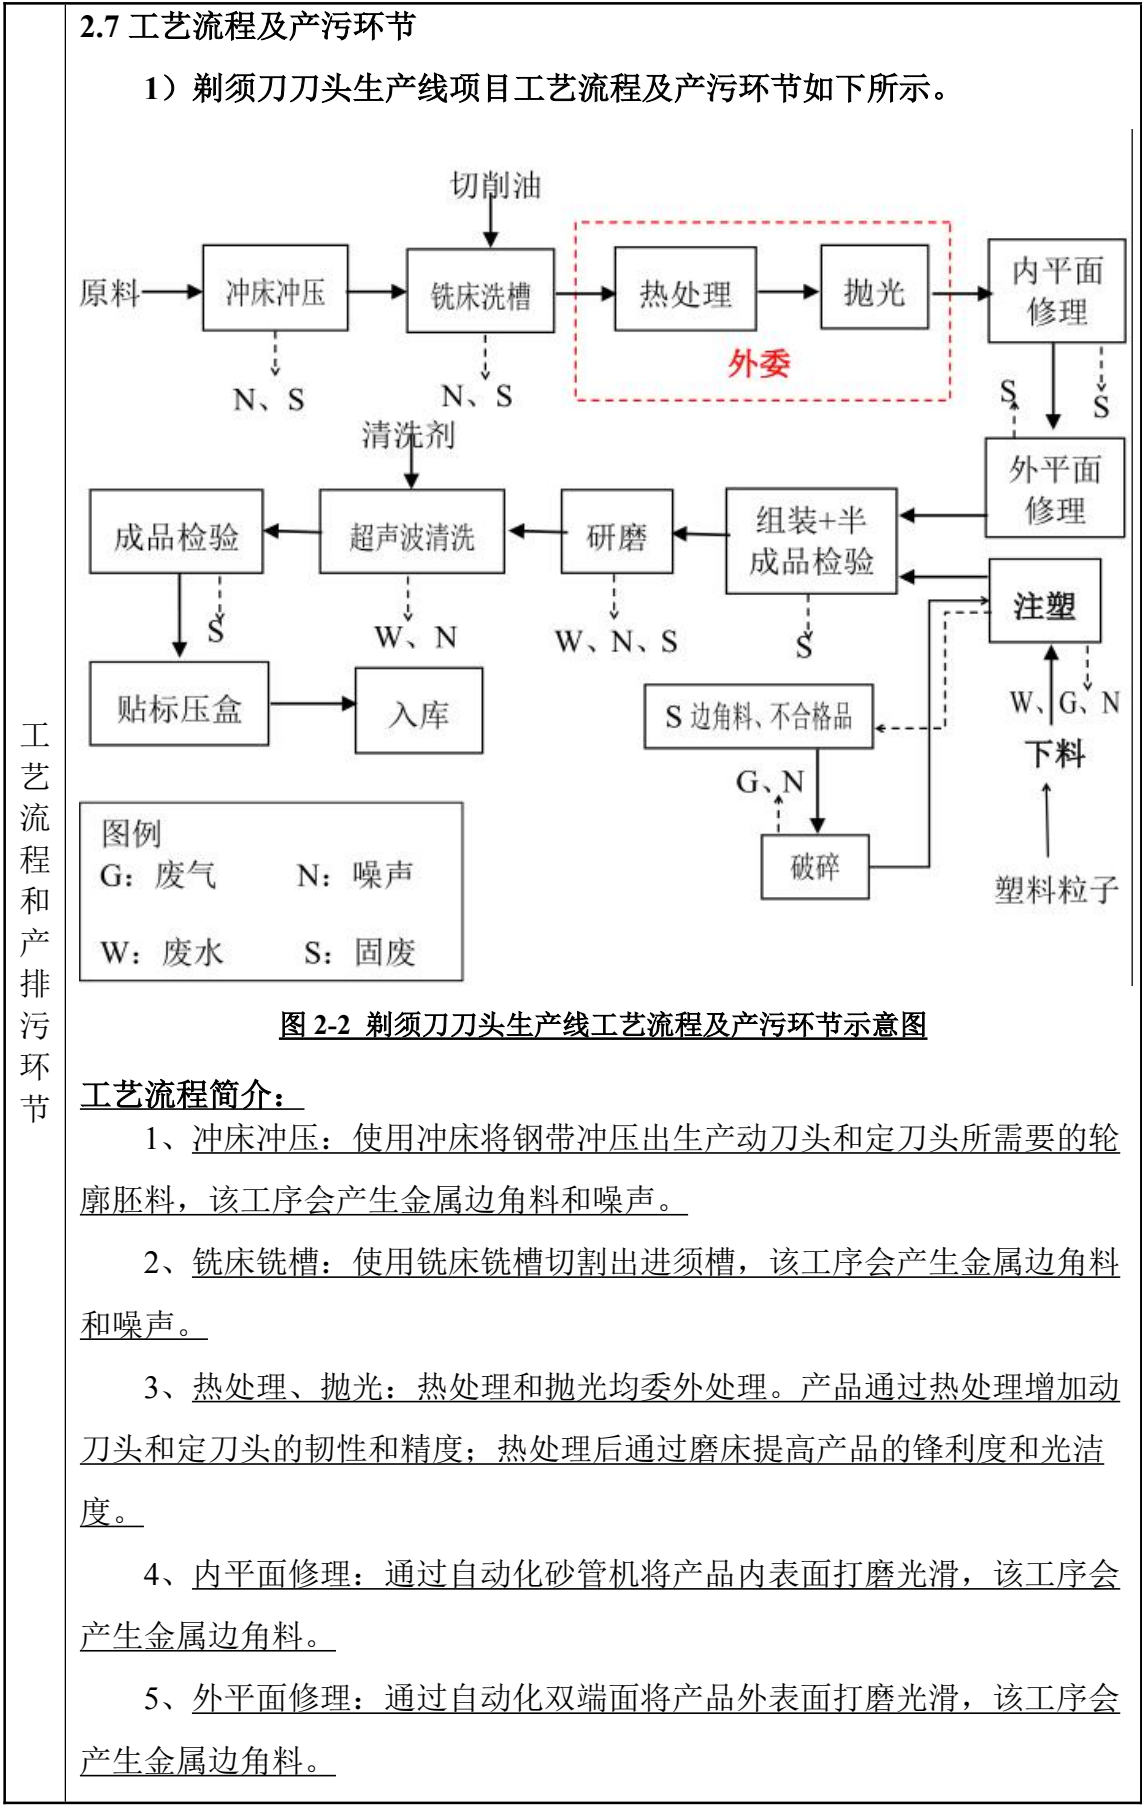 2.7 工艺流程及产污环节
1）剃须刀刀头生产线项目工艺流程及产污环节如下所示。
切削油
原料
冲床冲压
铣床洗槽
热处理
抛光
内平面
修理
外委
N、S
N、S
S
S
清洗剂
外平面
修理
成品检验
超声波清洗
研磨
组装+半
成品检验
注塑
S
W、N
W、N、S
S
W、G、N
贴标压盒
入库
S 边角料、不合格品
下料
G、N
破碎
塑料粒子
图例
G：废气 N：噪声
W：废水 S：固废
图 2-2 剃须刀刀头生产线工艺流程及产污环节示意图
工艺流程和产排污环节
工艺流程简介：
1、冲床冲压：使用冲床将钢带冲压出生产动刀头和定刀头所需要的轮
廓胚料，该工序会产生金属边角料和噪声。
2、铣床铣槽：使用铣床铣槽切割出进须槽，该工序会产生金属边角料
和噪声。
3、热处理、抛光：热处理和抛光均委外处理。产品通过热处理增加动
刀头和定刀头的韧性和精度；热处理后通过磨床提高产品的锋利度和光洁
度。
4、内平面修理：通过自动化砂管机将产品内表面打磨光滑，该工序会
产生金属边角料。
5、外平面修理：通过自动化双端面将产品外表面打磨光滑，该工序会
产生金属边角料。